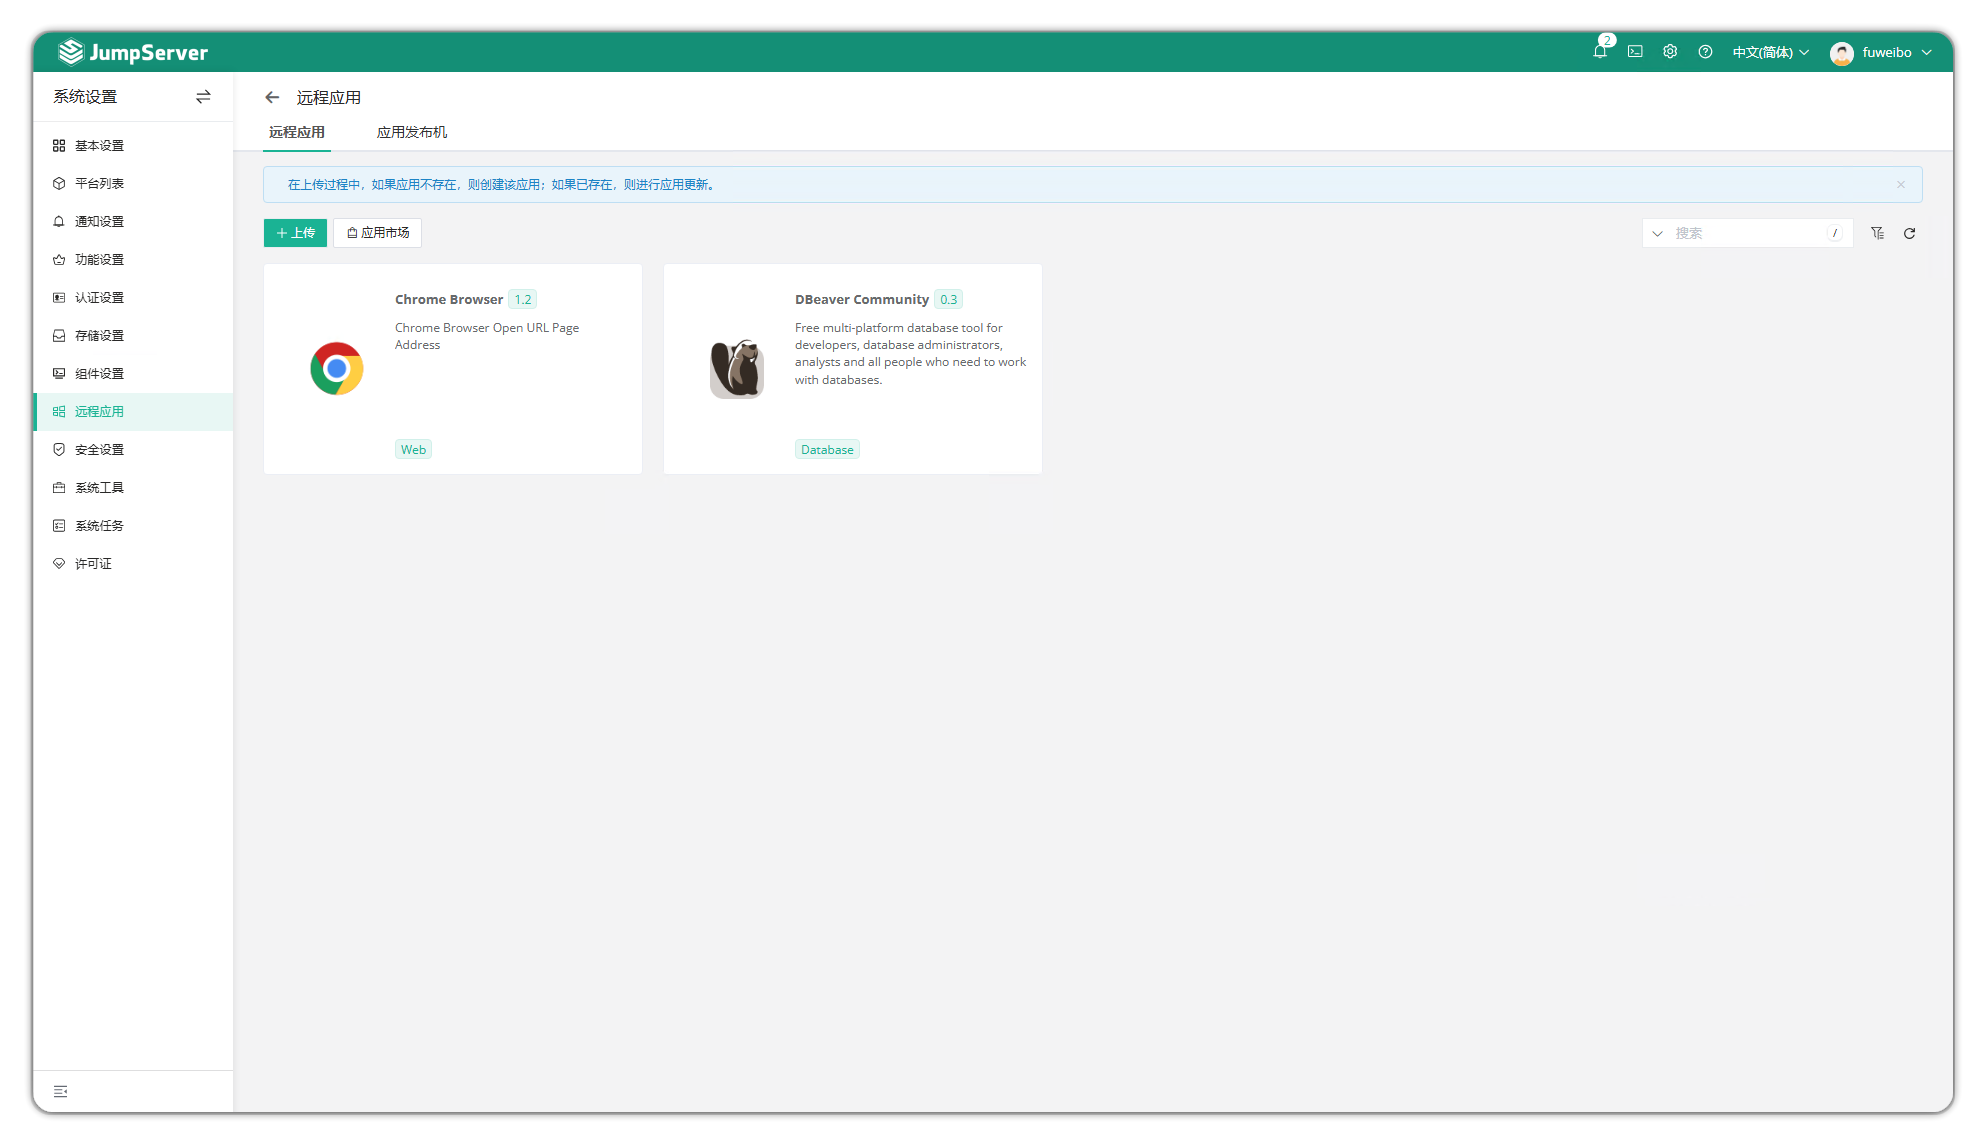 JumpServer
2
中文(简体)
fuweibo
系统设置
基本设置
平台列表
通知设置
功能设置
认证设置
存储设置
组件设置
远程应用
安全设置
系统工具
系统任务
许可证
远程应用
远程应用
应用发布机
在上传过程中，如果应用不存在，则创建该应用；如果已存在，则进行应用更新。
上传
应用市场
搜索
/
Chrome Browser 1.2
Chrome Browser Open URL Page
Address
Web
DBeaver Community 0.3
Free multi-platform database tool for
developers, database administrators,
analysts and all people who need to work
with databases.
Database